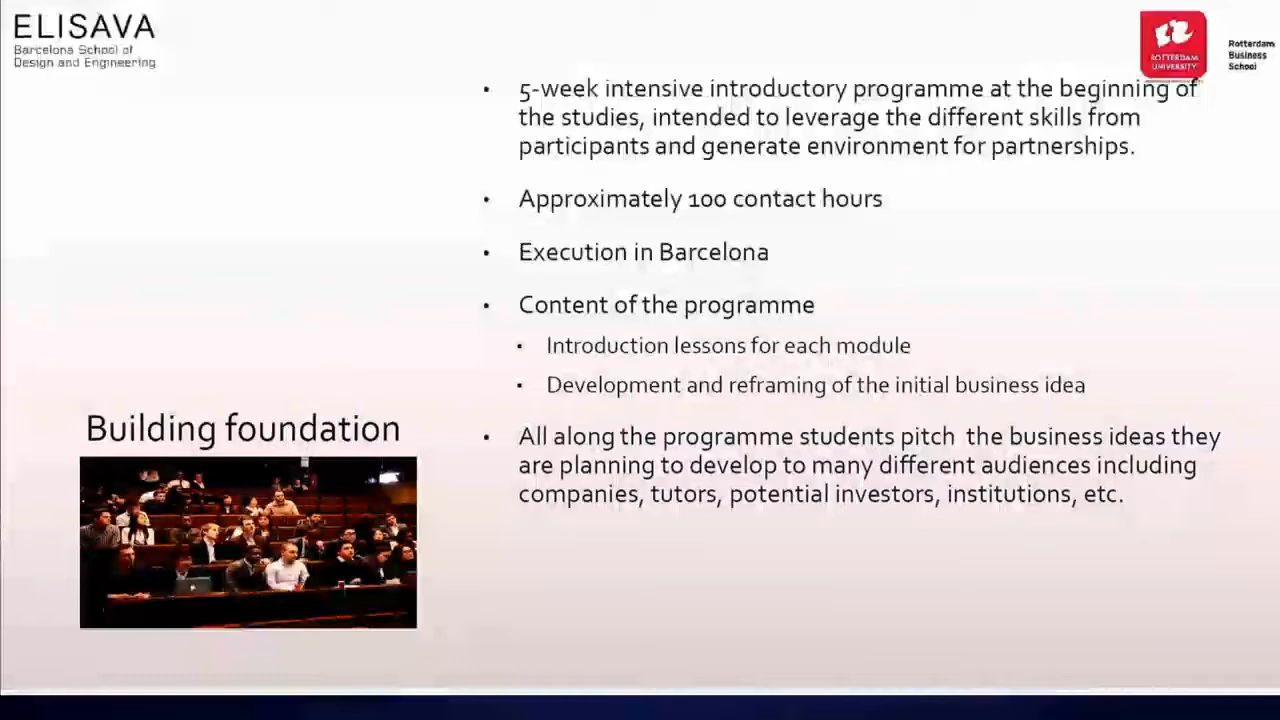 ELISAVA
Barcelona School of
Design and Engineering
ROTTERDAM
UNIVERSITY
Rotterdam
Business
School
• 5-week intensive introductory programme at the beginning of
the studies, intended to leverage the different skills from
participants and generate environment for partnerships.
• Approximately 100 contact hours
• Execution in Barcelona
• Content of the programme
• Introduction lessons for each module
• Development and reframing of the initial business idea
• All along the programme students pitch the business ideas they
are planning to develop to many different audiences including
companies, tutors, potential investors, institutions, etc.
Building foundation